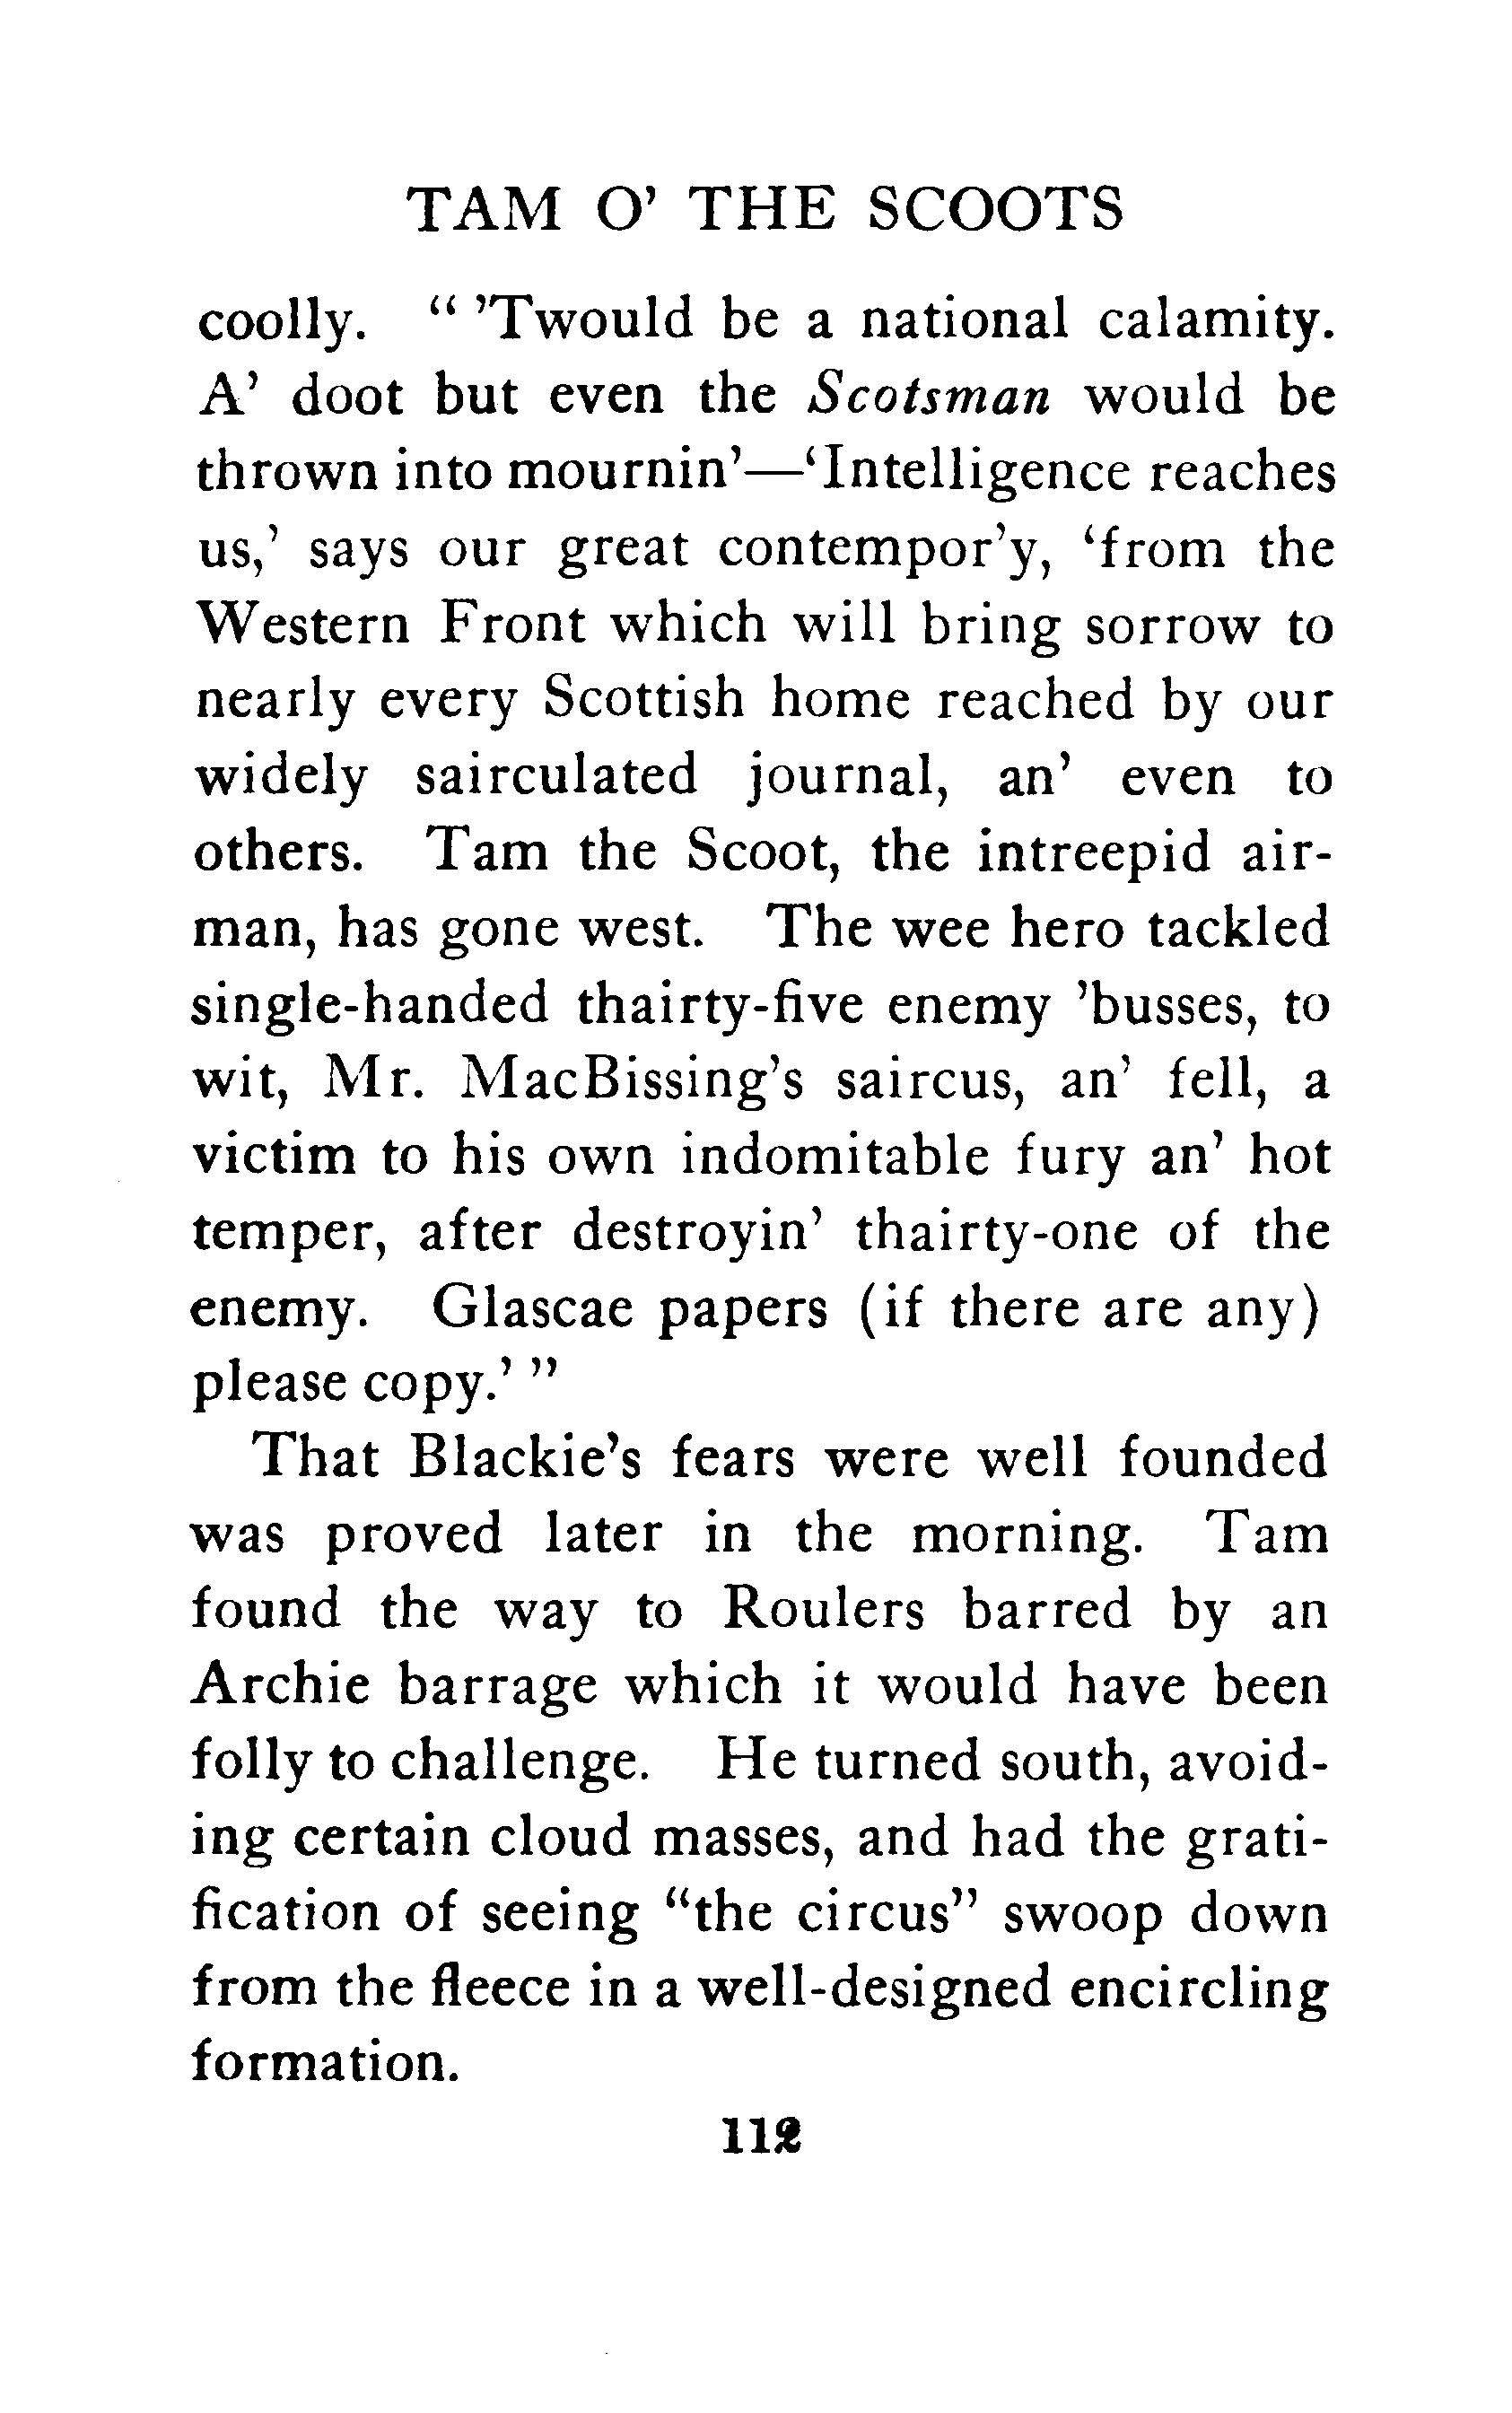 TAM O' THE SCOOTS
coolly. “ ’Twould be a national calamity.
A’ doot but even the Scotsman would be
thrown into mournin’—‘Intelligence reaches
us,’ says our great contempor’y, ‘from the
Western Front which will bring sorrow to
nearly every Scottish home reached by our
widely sairculated journal, an’ even to
others. Tam the Scoot, the intreepid air-
man, has gone west. The wee hero tackled
single-handed thairty-five enemy ’busses, to
wit, Mr. MacBissing’s saircus, an’ fell, a
victim to his own indomitable fury an’ hot
temper, after destroyin’ thairty-one of the
enemy. Glascae papers (if there are any)
please copy.’ ”
That Blackie’s fears were well founded
was proved later in the morning. Tam
found the way to Roulers barred by an
Archie barrage which it would have been
folly to challenge. He turned south, avoid-
ing certain cloud masses, and had the grati-
fication of seeing “the circus” swoop down
from the fleece in a well-designed encircling
formation.
112